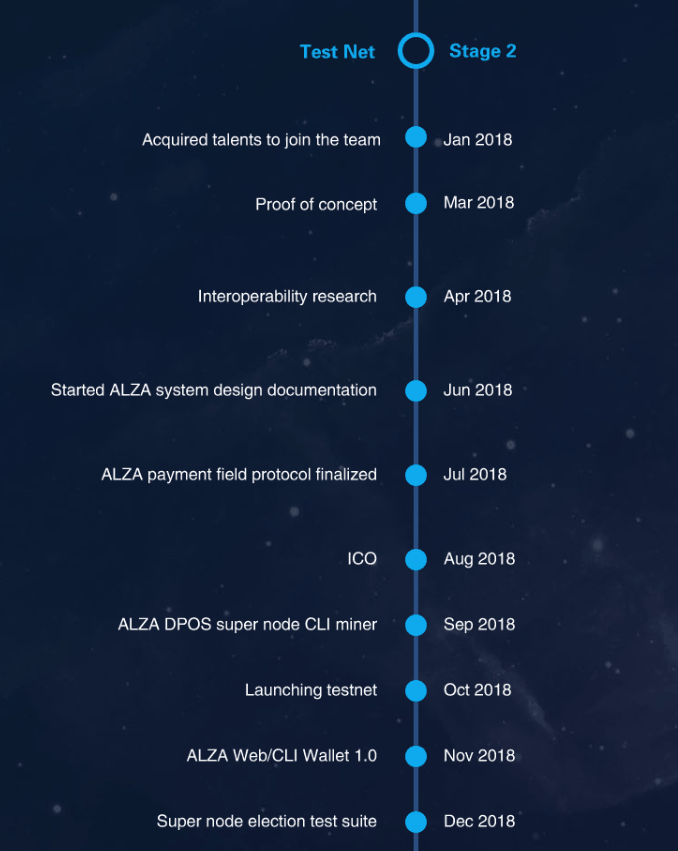 Test Net Stage 2
Acquired talents to join the team Jan 2018
Proof of concept Mar 2018
Interoperability research Apr 2018
Started ALZA system design documentation Jun 2018
ALZA payment field protocol finalized Jul 2018
ICO Aug 2018
ALZA DPOS super node CLI miner Sep 2018
Launching testnet Oct 2018
ALZA Web/CLI Wallet 1.0 Nov 2018
Super node election test suite Dec 2018